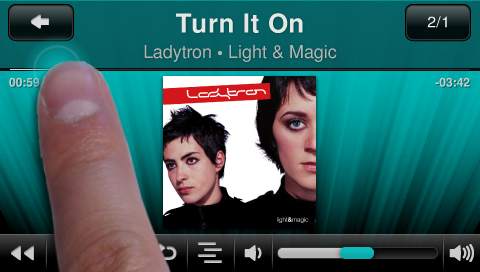 Turn It On
2/1
Ladytron • Light & Magic
00:59
-03:42
Ladytron
light&magic